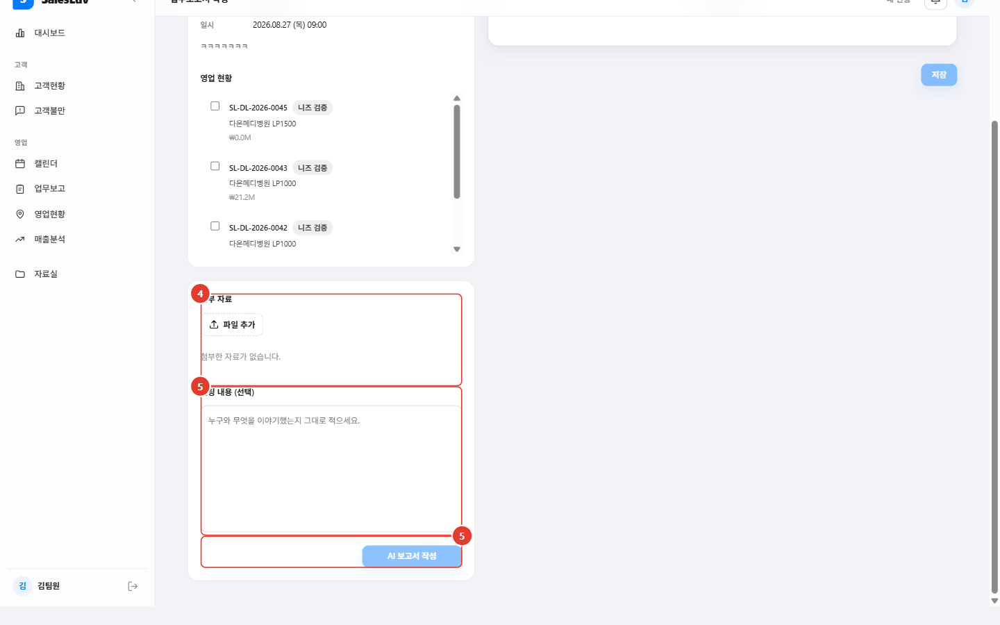 SalesLuv
대시보드
고객
고객현황
고객불만
영업
캘린더
업무보고
영업현황
매출분석
자료실
김
김팀원
일시
2026.08.27 (목) 09:00
ㅋㅋㅋㅋㅋㅋㅋ
영업 현황
SL-DL-2026-0045
니즈 검증
다온메디병원 LP1500
₩0.0M
SL-DL-2026-0043
니즈 검증
다온메디병원 LP1000
₩21.2M
SL-DL-2026-0042
니즈 검증
다온메디병원 LP1000
4
부 자료
파일 추가
첨부한 자료가 없습니다.
5
팅 내용 (선택)
누구와 무엇을 이야기했는지 그대로 적으세요.
5
AI 보고서 작성
저장